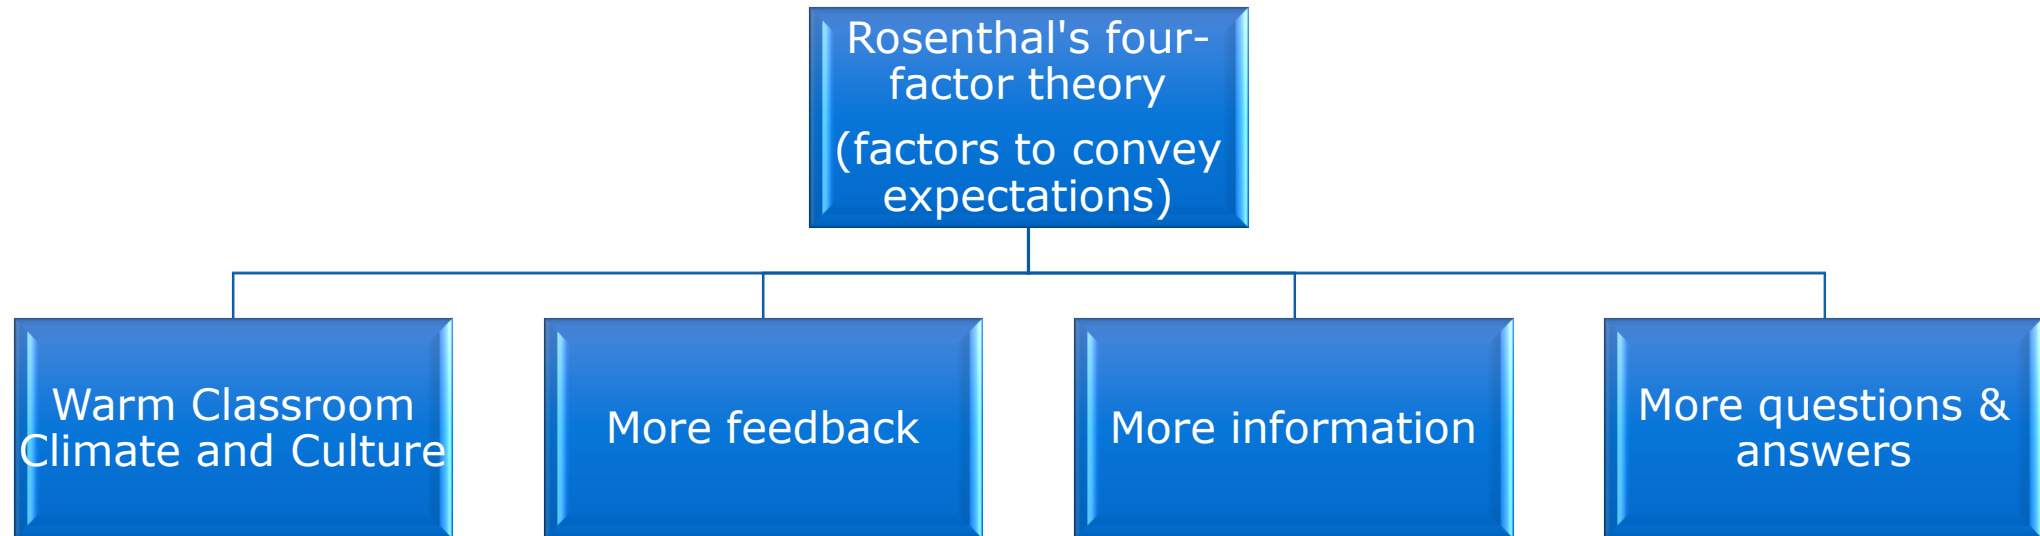 Rosenthal's four-
factor theory
(factors to convey
expectations)
Warm Classroom
Climate and Culture
More feedback
More information
More questions &
answers